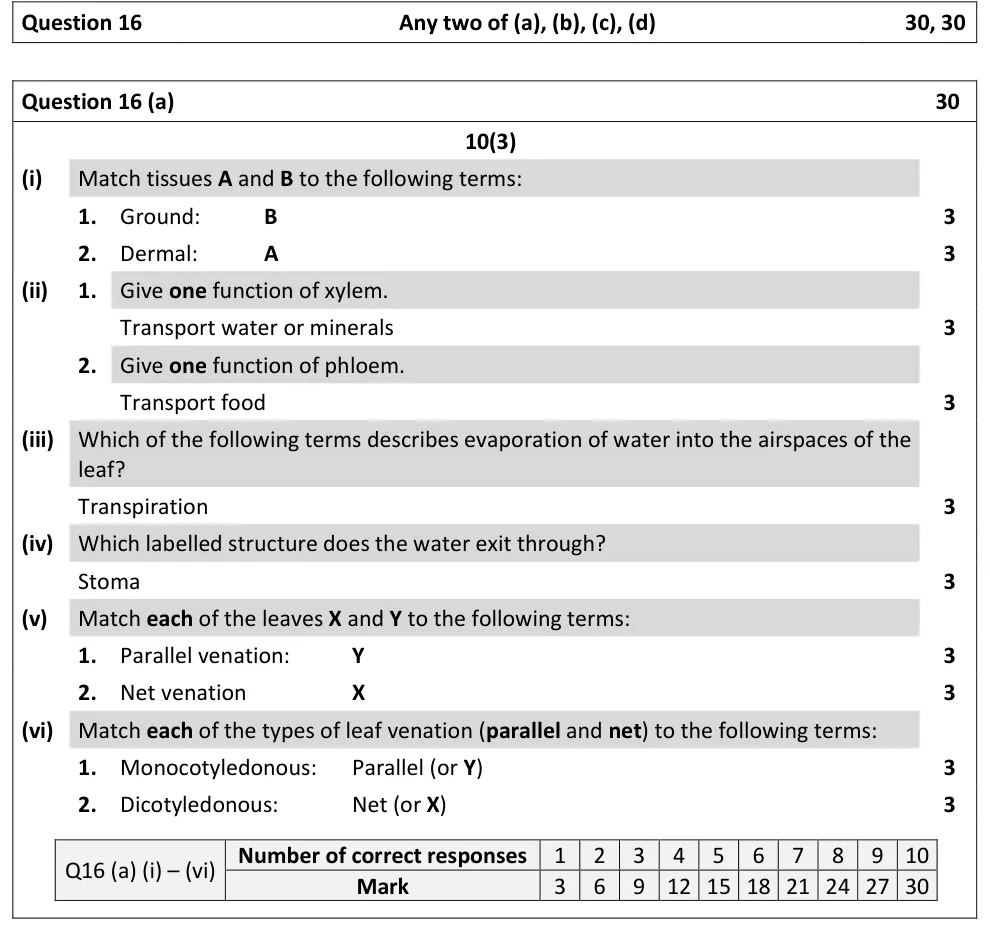 Question 16 Any two of (a), (b), (c), (d) 30, 30
Question 16 (a) 30
10(3)
(i) Match tissues A and B to the following terms:
1. Ground: B 3
2. Dermal: A 3
(ii) 1. Give one function of xylem.
Transport water or minerals 3
2. Give one function of phloem.
Transport food 3
(iii) Which of the following terms describes evaporation of water into the airspaces of the
leaf?
Transpiration 3
(iv) Which labelled structure does the water exit through?
Stoma 3
(v) Match each of the leaves X and Y to the following terms:
1. Parallel venation: Y 3
2. Net venation X 3
(vi) Match each of the types of leaf venation (parallel and net) to the following terms:
1. Monocotyledonous: Parallel (or Y) 3
2. Dicotyledonous: Net (or X) 3
Q16 (a) (i) – (vi)
Number of correct responses 1 2 3 4 5 6 7 8 9 10
Mark 3 6 9 12 15 18 21 24 27 30